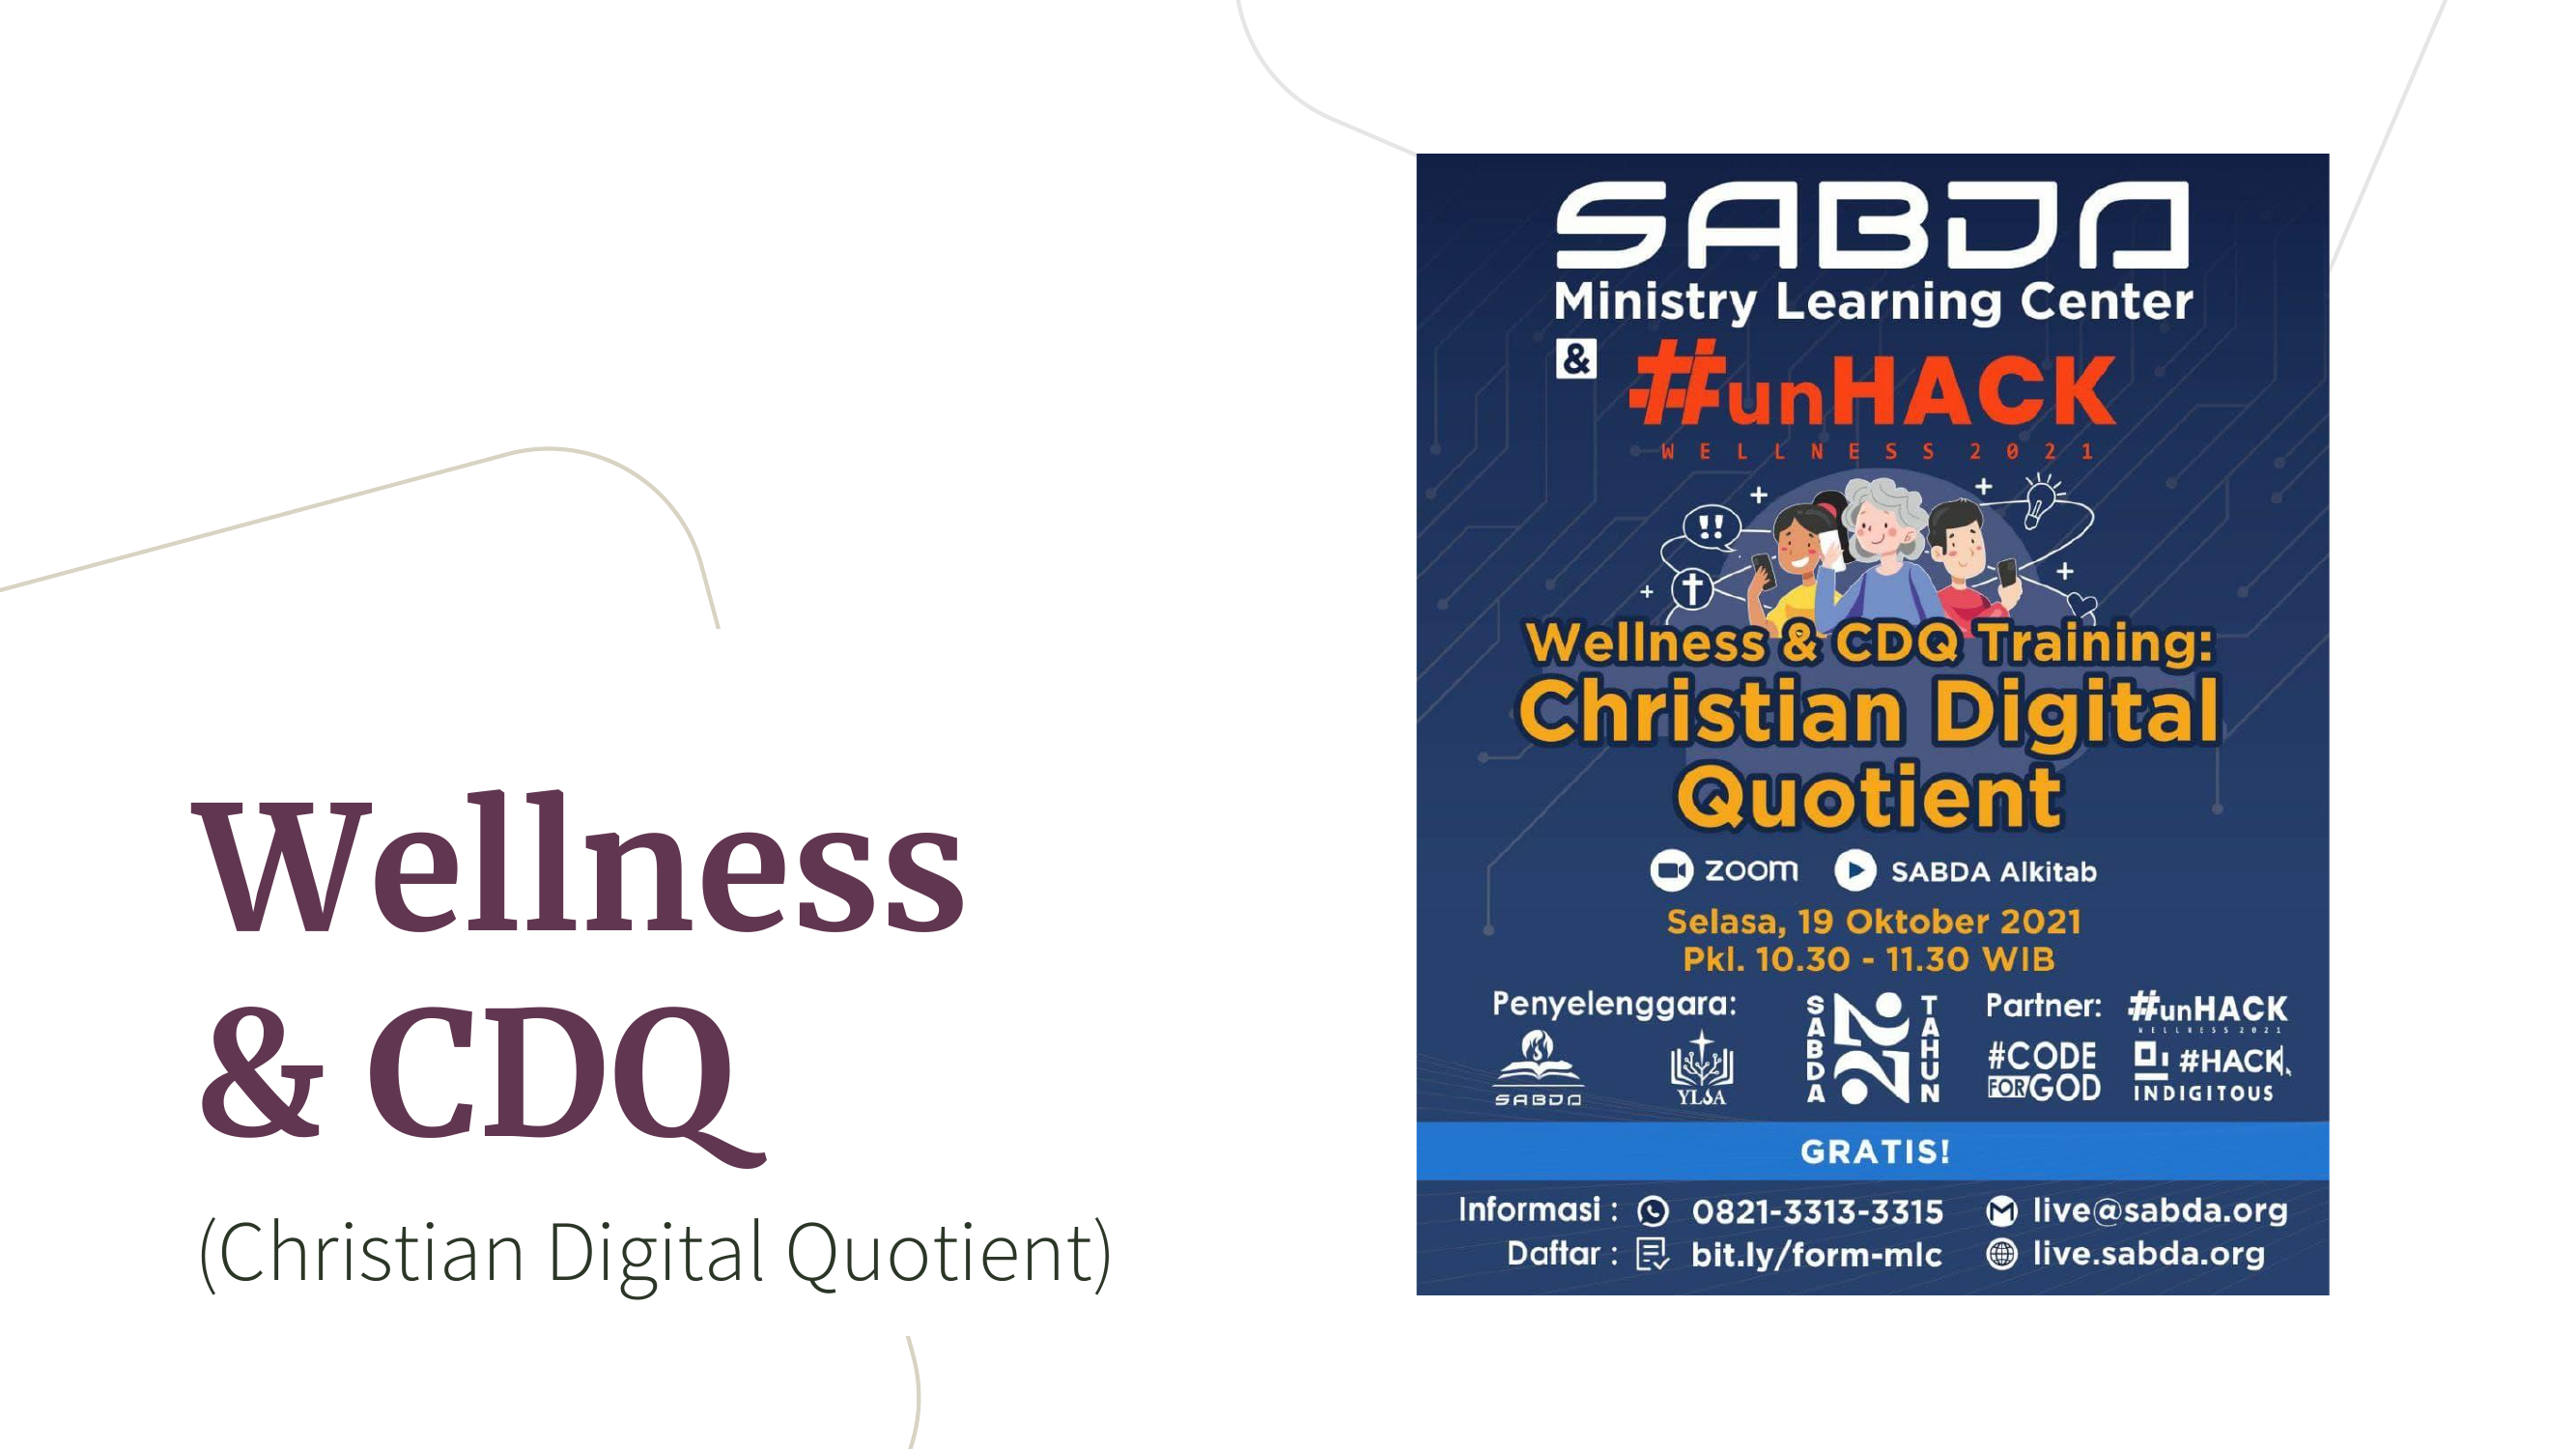 Wellness
& CDQ
(Christian Digital Quotient)
SABDA
Ministry Learning Center
& #unHACK
WELLNESS 2021
!!
Wellness & CDQ Training:
Christian Digital
Quotient
zoom SABDA Alkitab
Selasa, 19 Oktober 2021
Pkl. 10.30 - 11.30 WIB
Penyelenggara:
SABDA
YLSA
SABDA 27 TAHUN
Partner:
#unHACK
WELLNESS 2021
#CODE
FOR GOD
#HACK
INDIGITOUS
GRATIS!
Informasi : 0821-3313-3315 live@sabda.org
Daftar : bit.ly/form-mlc live.sabda.org